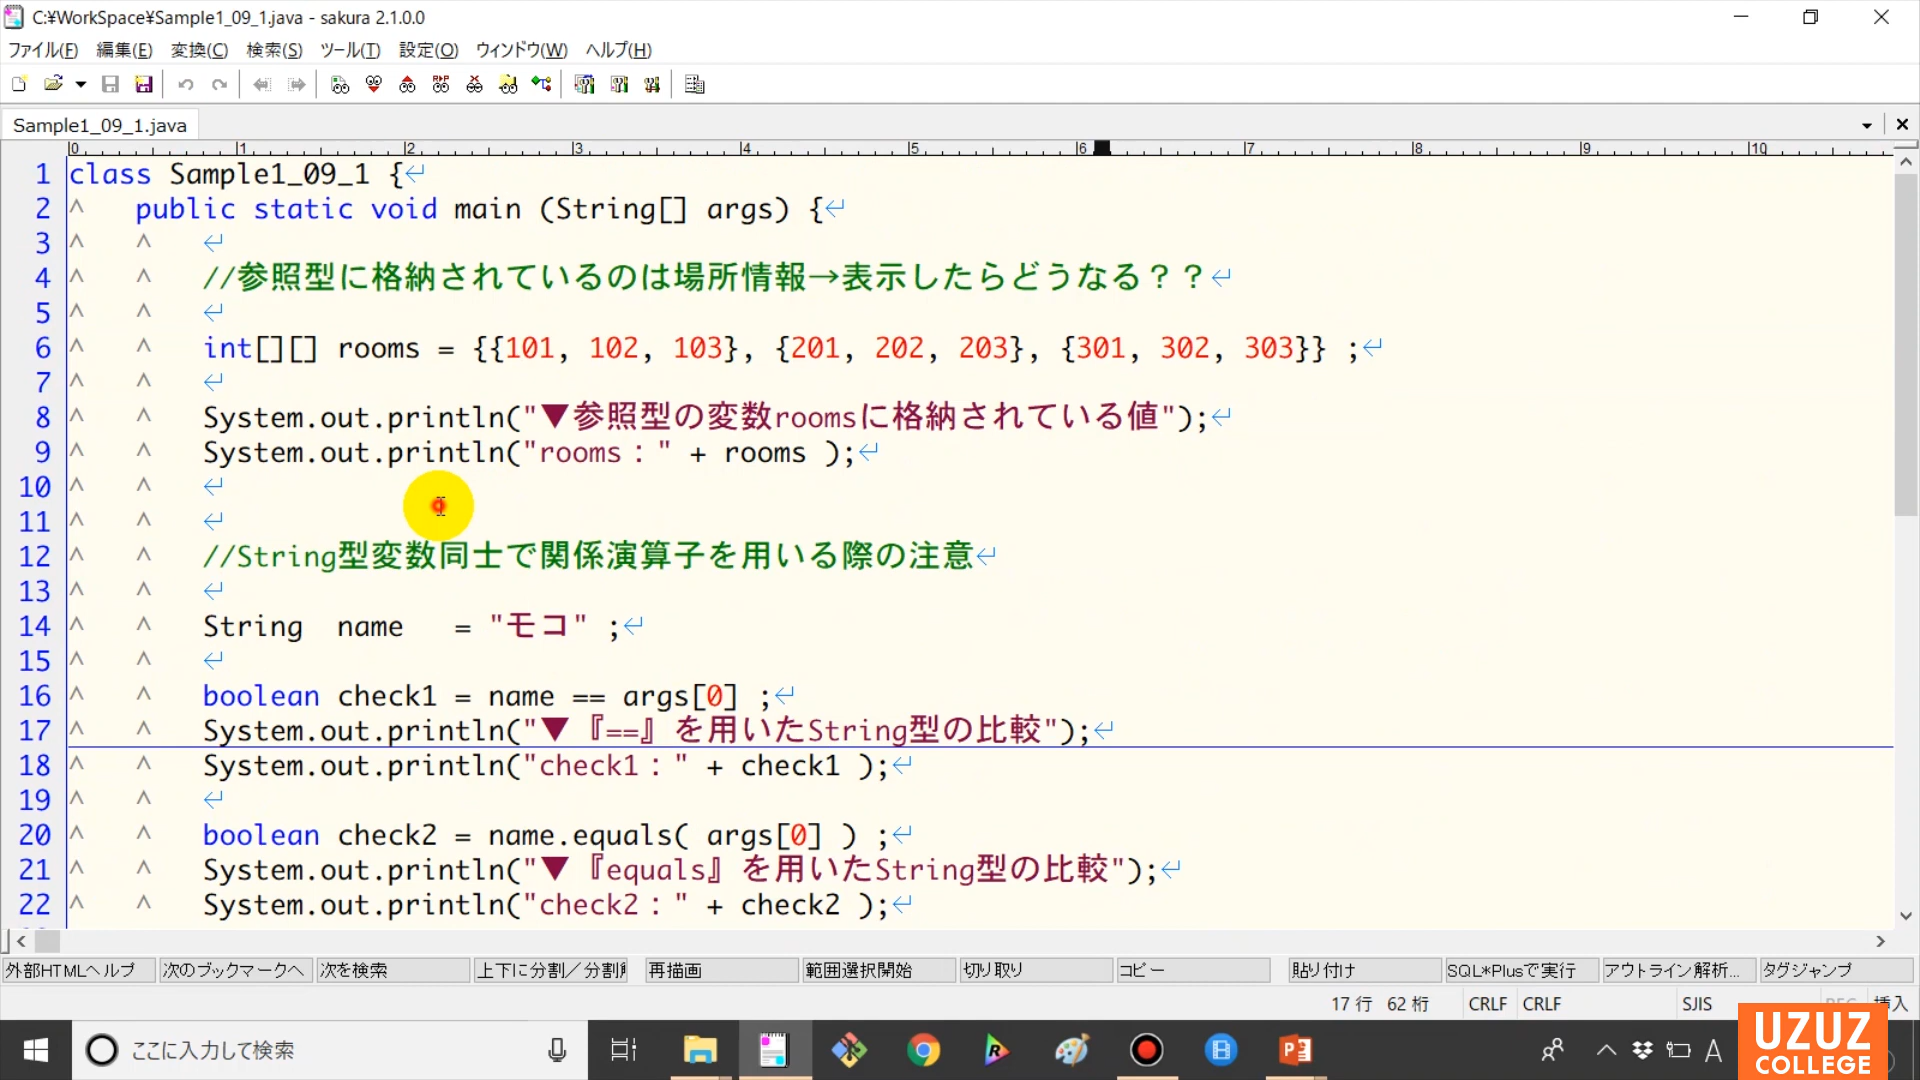 C:¥WorkSpace¥Sample1_09_1.java - sakura 2.1.0.0
ファイル(F) 編集(E) 変換(C) 検索(S) ツール(T) 設定(O) ウィンドウ(W) ヘルプ(H)
Sample1_09_1.java
0 1 2 3 4 5 6 7 8 9 10
1 class Sample1_09_1 {
2 public static void main (String[] args) {
3
4 //参照型に格納されているのは場所情報→表示したらどうなる？？
5
6 int[][] rooms = {{101, 102, 103}, {201, 202, 203}, {301, 302, 303}} ;
7
8 System.out.println("▼参照型の変数roomsに格納されている値");
9 System.out.println("rooms：" + rooms );
10
11
12 //String型変数同士で関係演算子を用いる際の注意
13
14 String name = "モコ" ;
15
16 boolean check1 = name == args[0] ;
17 System.out.println("▼『==』を用いたString型の比較");
18 System.out.println("check1：" + check1 );
19
20 boolean check2 = name.equals( args[0] ) ;
21 System.out.println("▼『equals』を用いたString型の比較");
22 System.out.println("check2：" + check2 );
外部HTMLヘルプ 次のブックマークへ 次を検索 上下に分割／分割 再描画 範囲選択開始 切り取り コピー 貼り付け SQL*Plusで実行 アウトライン解析... タグジャンプ
17 行 62 桁 CRLF CRLF SJIS REC 挿入
ここに入力して検索
A
UZUZ
COLLEGE